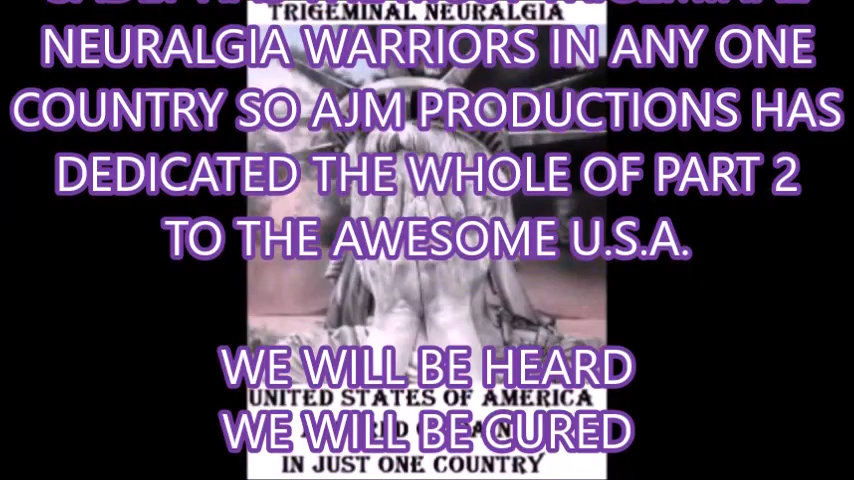 TRIGEMINAL NEURALGIA
NEURALGIA WARRIORS IN ANY ONE
COUNTRY SO AJM PRODUCTIONS HAS
DEDICATED THE WHOLE OF PART 2
TO THE AWESOME U.S.A.
WE WILL BE HEARD
UNITED STATES OF AMERICA
WE WILL BE CURED
IN JUST ONE COUNTRY